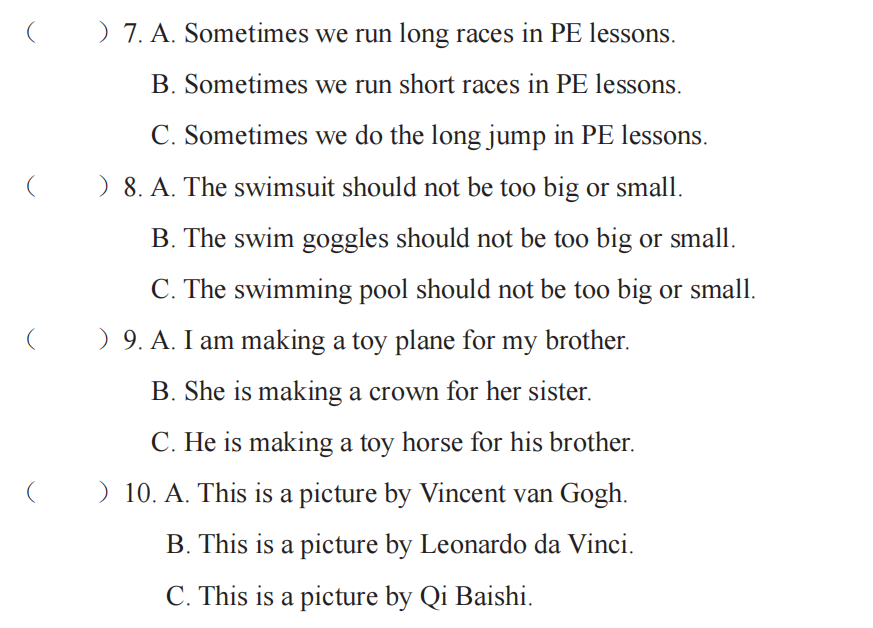 （　　）7. A. Sometimes we run long races in PE lessons.
B. Sometimes we run short races in PE lessons.
C. Sometimes we do the long jump in PE lessons.
（　　）8. A. The swimsuit should not be too big or small.
B. The swim goggles should not be too big or small.
C. The swimming pool should not be too big or small.
（　　）9. A. I am making a toy plane for my brother.
B. She is making a crown for her sister.
C. He is making a toy horse for his brother.
（　　）10. A. This is a picture by Vincent van Gogh.
B. This is a picture by Leonardo da Vinci.
C. This is a picture by Qi Baishi.